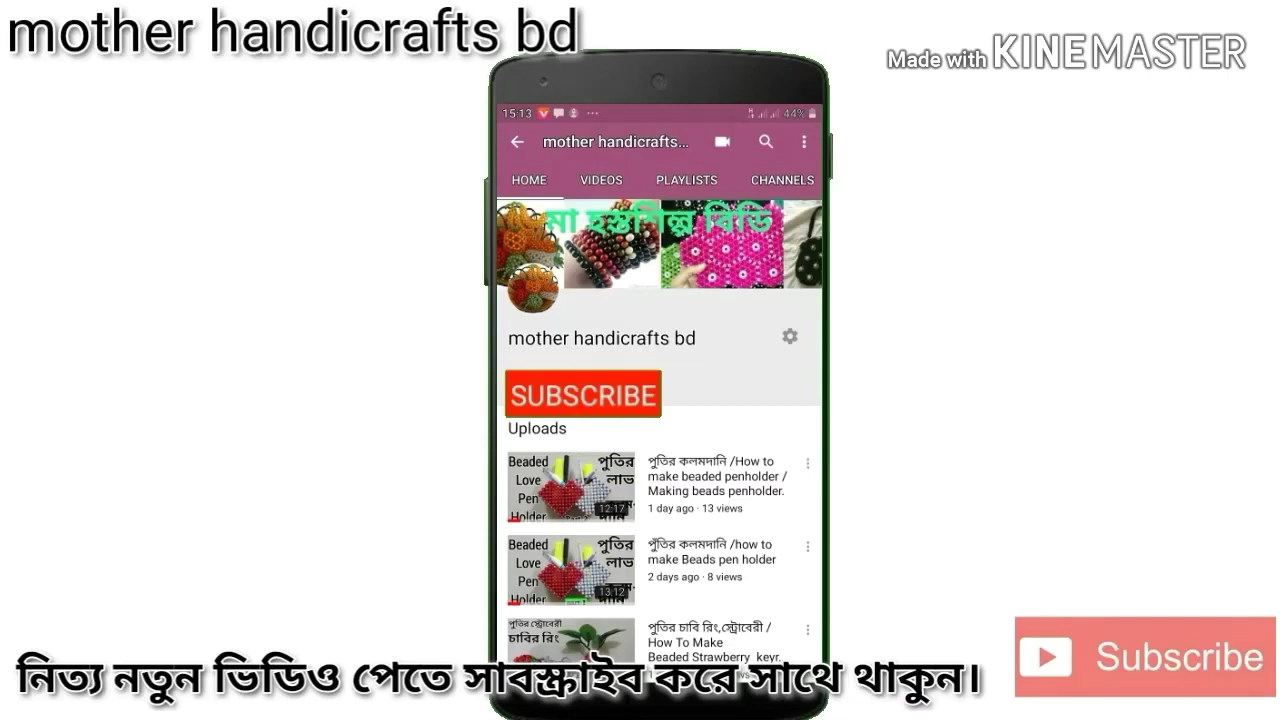 mother handicrafts bd
Made with KINEMASTER
15:13
44%
mother handicrafts...
HOME VIDEOS PLAYLISTS CHANNELS
মা হস্তশিল্প বিডি
mother handicrafts bd
SUBSCRIBE
Uploads
Beaded
Love
Pen
Holder
পুতির
লাভ
12:17
পুতির কলমদানি /How to
make beaded penholder /
Making beads penholder.
1 day ago · 13 views
Beaded
Love
Pen
Holder
পুতির
লাভ
13:12
পুঁতির কলমদানি /how to
make Beads pen holder
2 days ago · 8 views
পুতির স্ট্রোবেরী
চাবির রিং
পুতির চাবি রিং,স্ট্রোবেরী /
How To Make
Beaded Strawberry keyr.
নিত্য নতুন ভিডিও পেতে সাবস্ক্রাইব করে সাথে থাকুন।
Subscribe